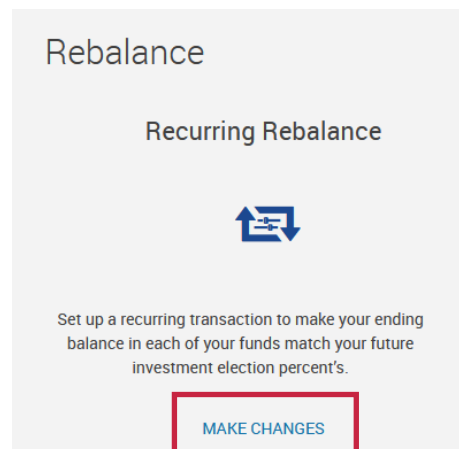 Rebalance
Recurring Rebalance
Set up a recurring transaction to make your ending
balance in each of your funds match your future
investment election percent's.
MAKE CHANGES